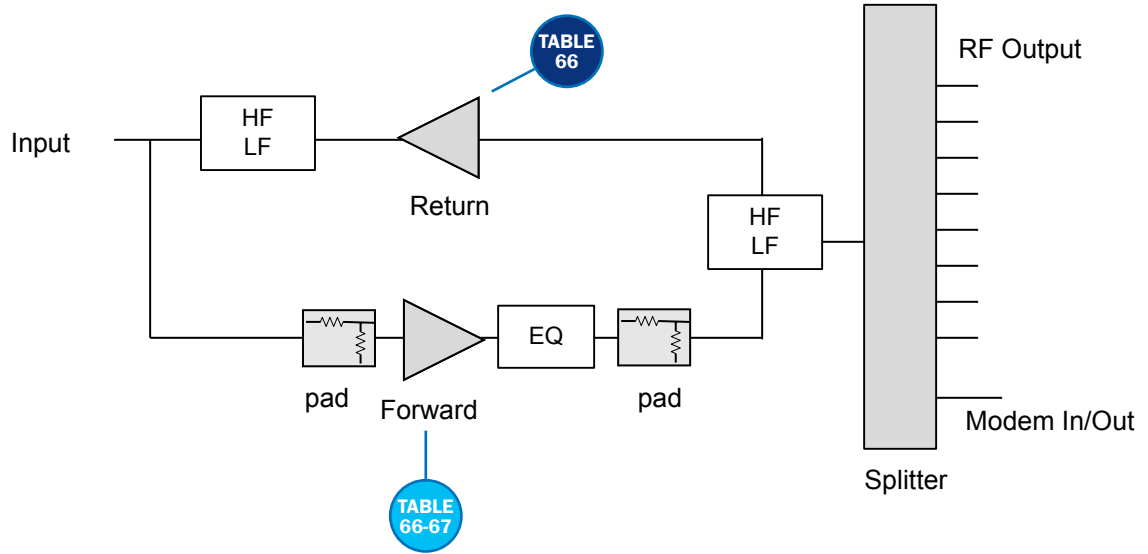 TABLE
66
RF Output
Input
HF
LF
Return
HF
LF
EQ
pad
Forward
pad
Modem In/Out
Splitter
TABLE
66-67